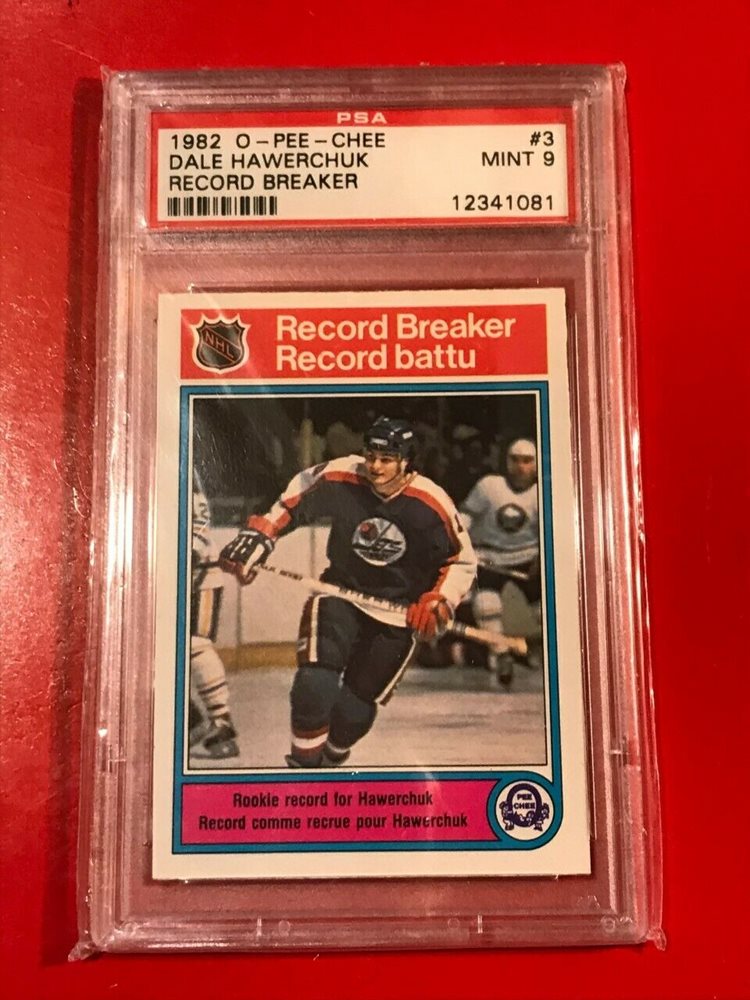 PSA
1982 O-PEE-CHEE #3
DALE HAWERCHUK MINT 9
RECORD BREAKER
12341081
NHL
Record Breaker
Record battu
JETS
Rookie record for Hawerchuk
Record comme recrue pour Hawerchuk
PEE
CHEE